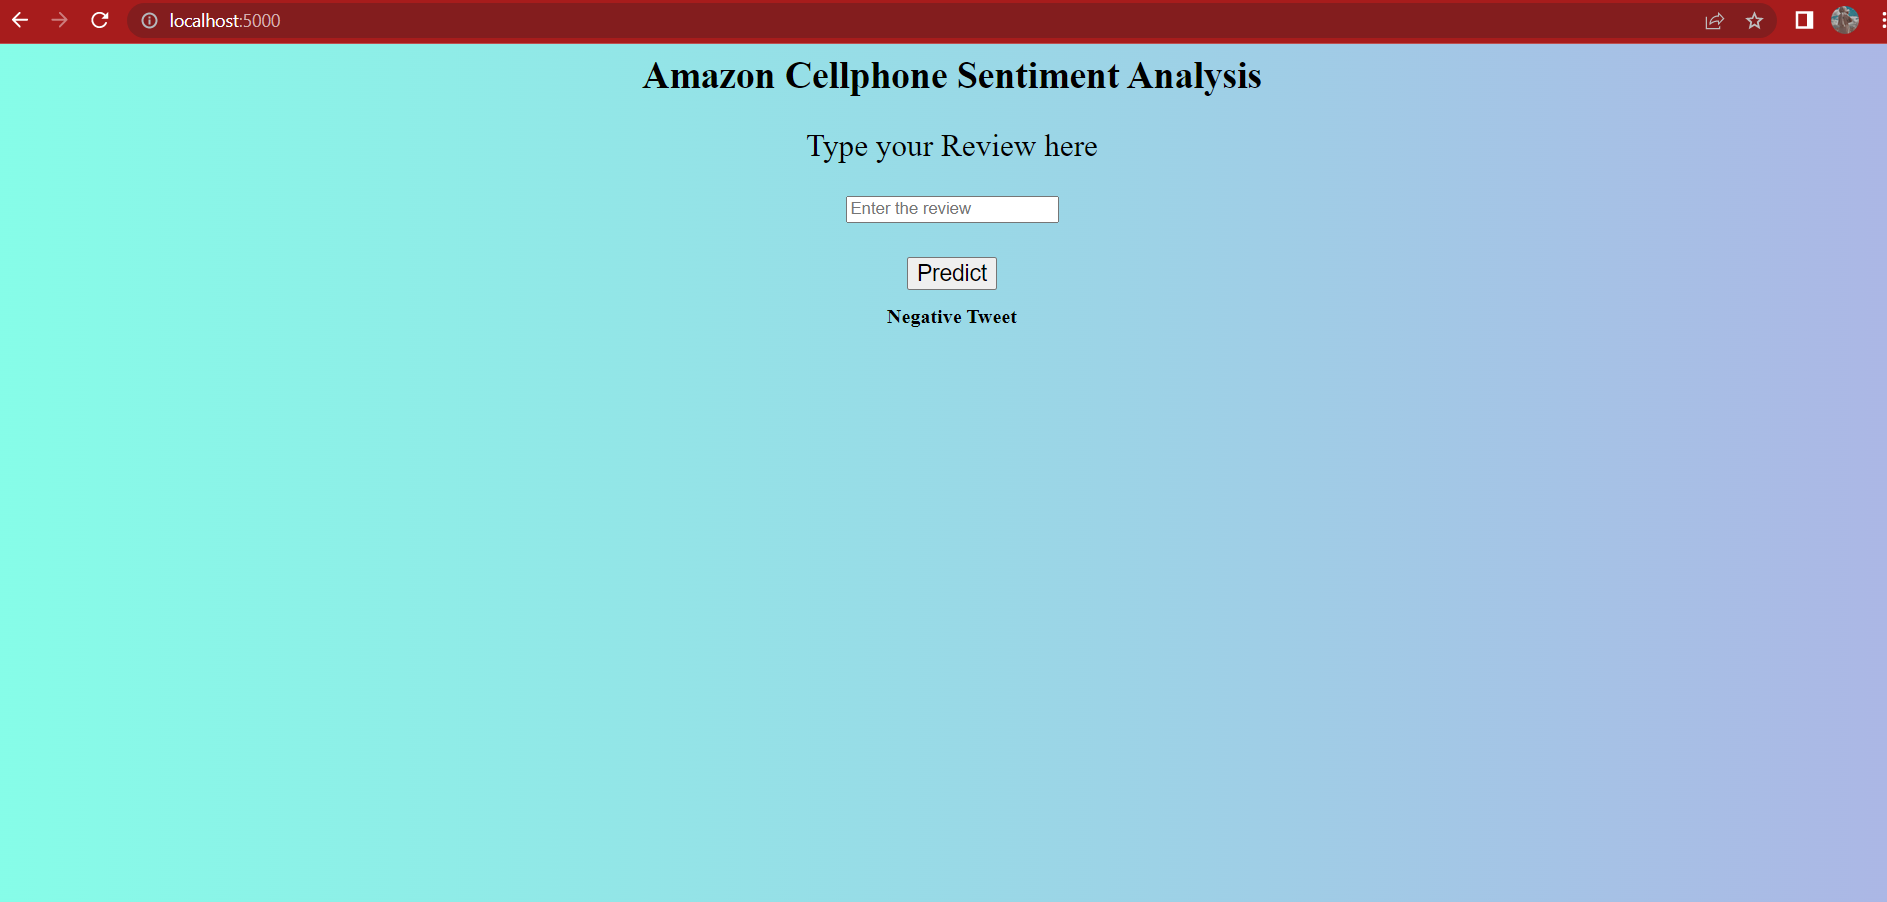 localhost:5000
Amazon Cellphone Sentiment Analysis
Type your Review here
Enter the review
Predict
Negative Tweet